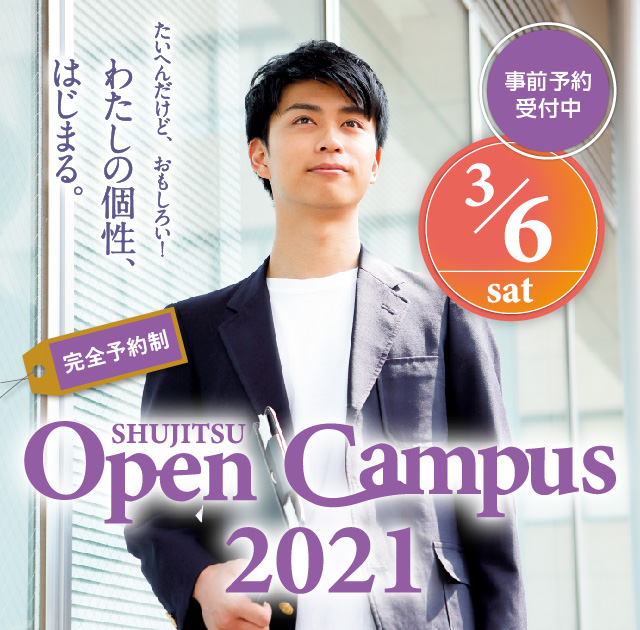 たいへんだけど、おもしろい!
わたしの個性、
はじまる。
事前予約
受付中
3/6
sat
完全予約制
SHUJITSU
Open Campus
2021